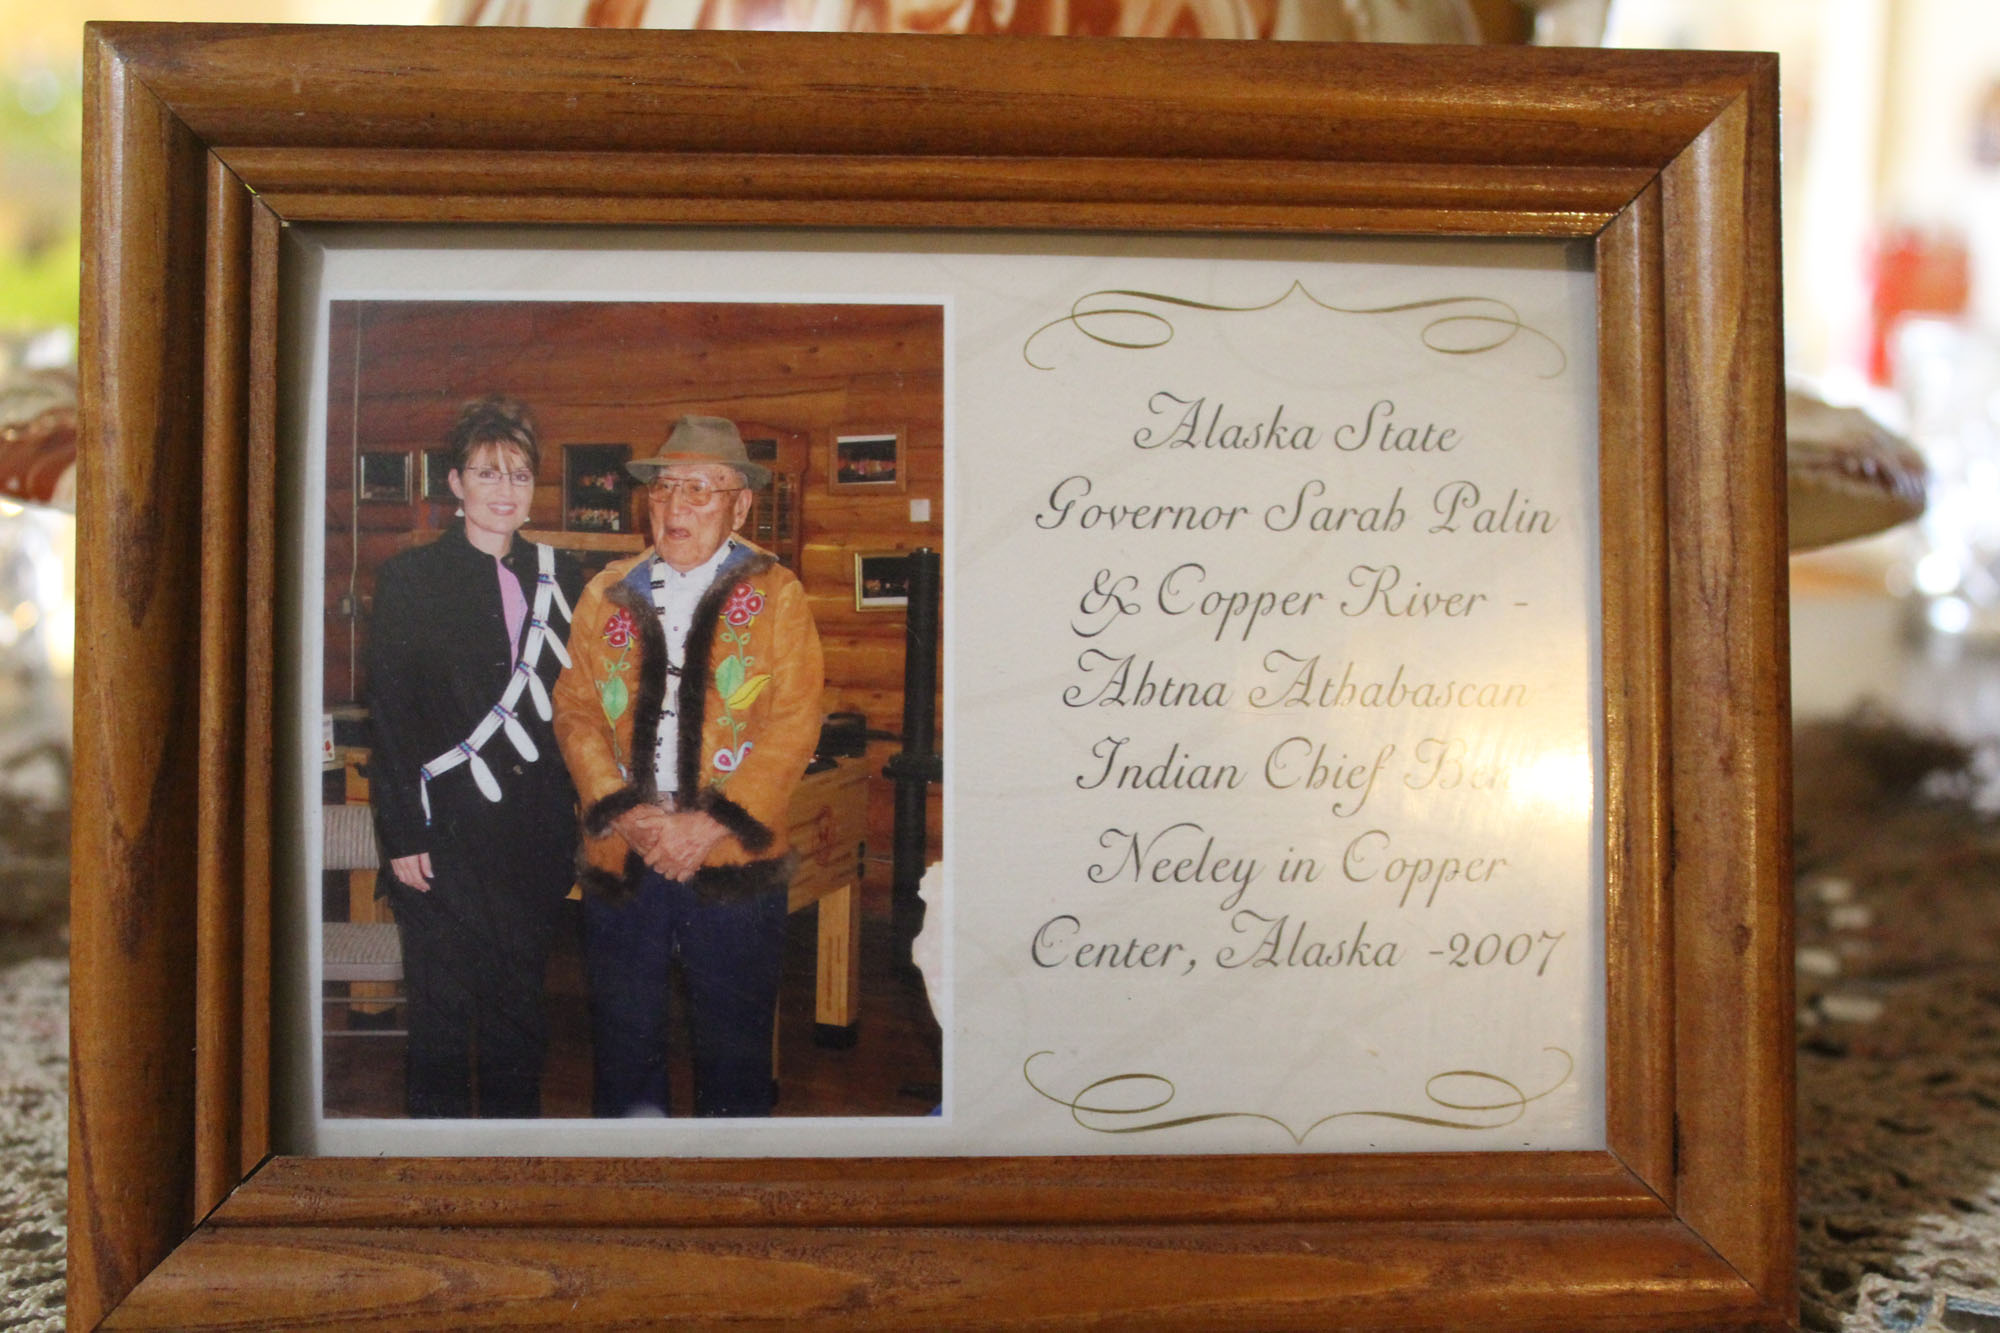 Alaska State
Governor Sarah Palin
& Copper River -
Ahtna Athabascan
Indian Chief
Neeley in Copper
Center, Alaska -2007